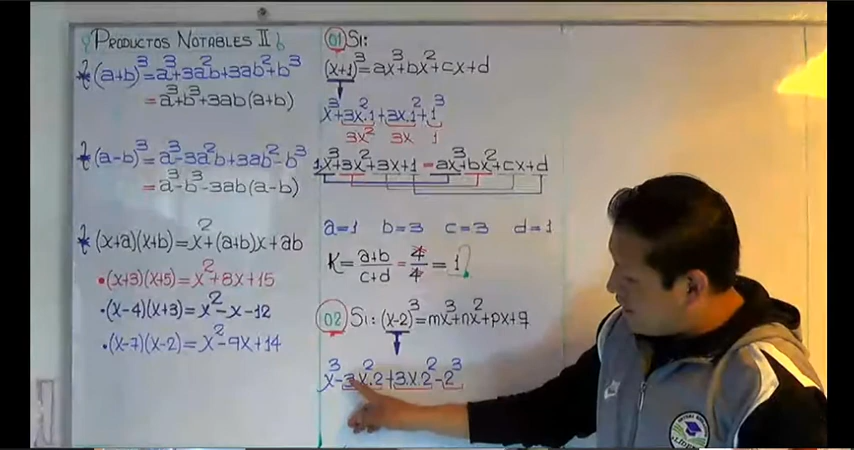 PRODUCTOS NOTABLES II
* (a+b)³=a³+3a²b+3ab²+b³
=a³+b³+3ab(a+b)
* (a-b)³=a³-3a²b+3ab²-b³
=a³-b³-3ab(a-b)
* (x+a)(x+b)=x²+(a+b)x+ab
•(x+3)(x+5)=x²+8x+15
•(x-4)(x+3)=x²-x-12
•(x-7)(x-2)=x²-9x+14
01 Si:
(x+1)³=ax³+bx²+cx+d
x³+3x².1+3x.1²+1³
3x² 3x 1
1x³+3x²+3x+1=ax³+bx²+cx+d
a=1 b=3 c=3 d=1
K=a+b/c+d=4/4=1
02 Si: (x-2)³=mx³+nx²+px+q
x³-3x².2+3.x.2²-2³